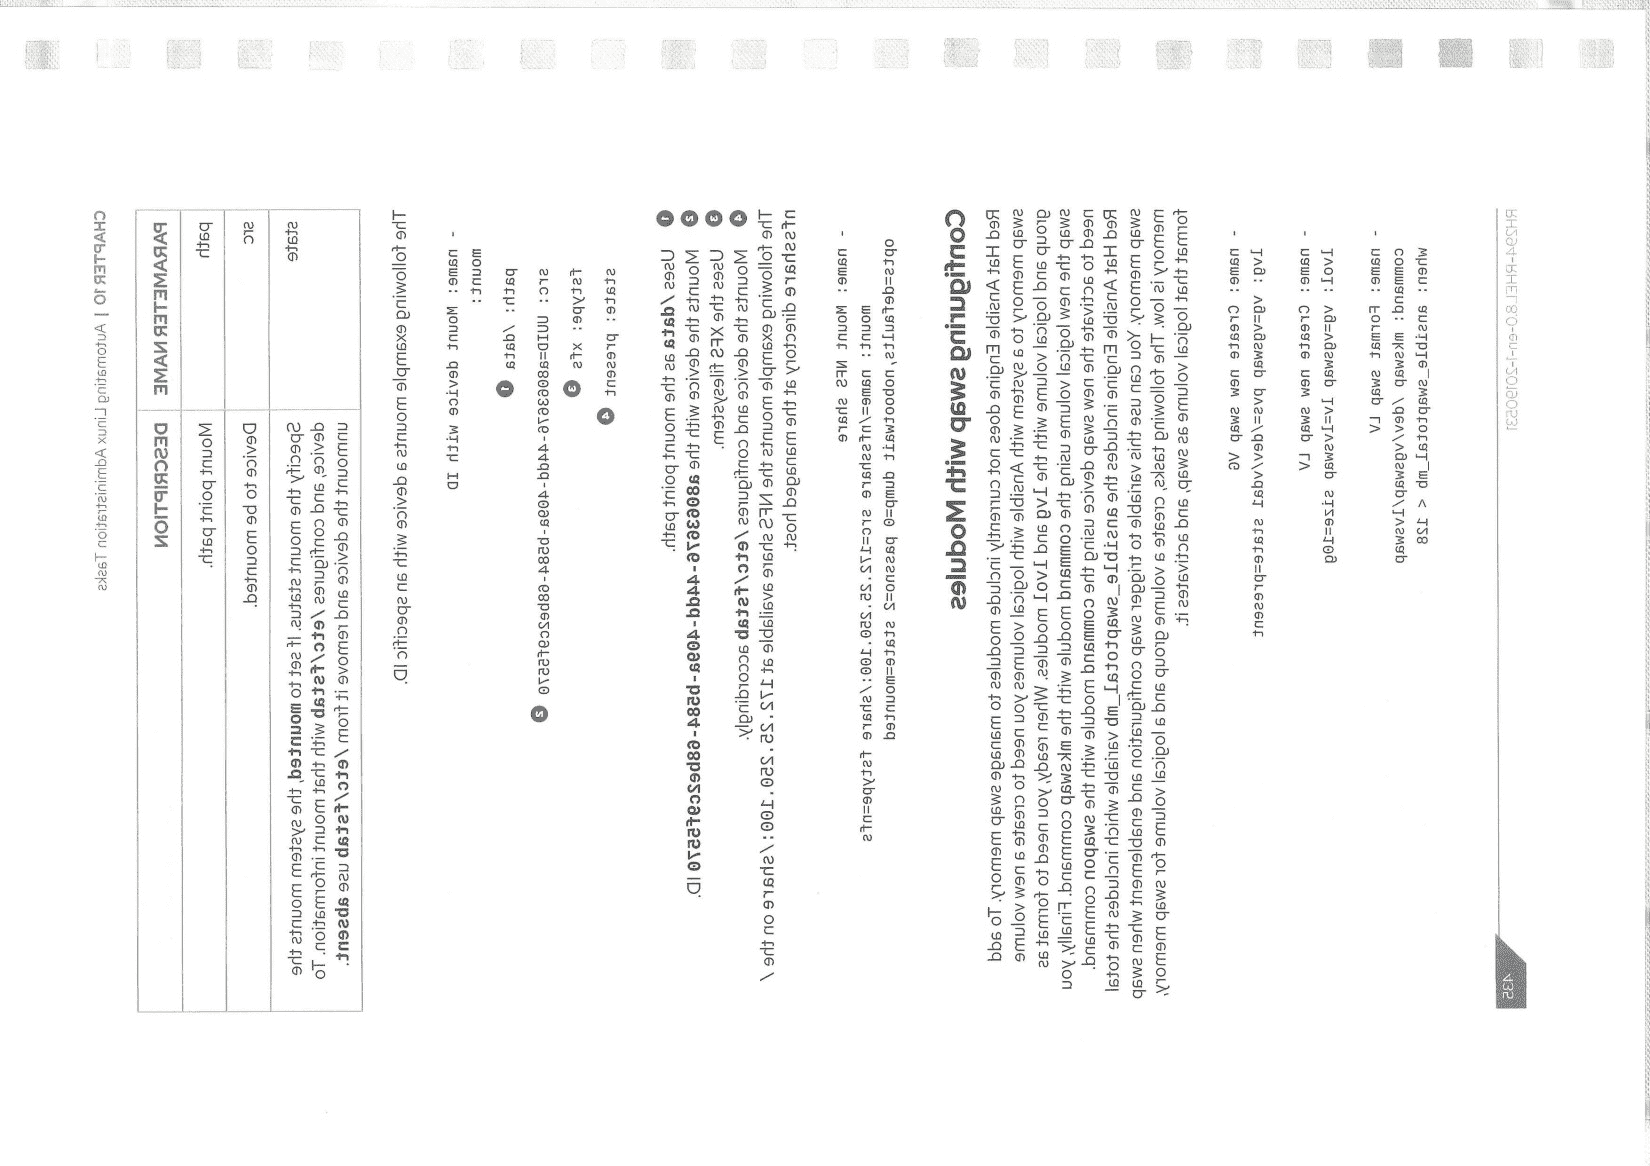 CHAPTER 10 | Automating Linux Administration Tasks
PARAMETER NAME DESCRIPTION
path Mount point path.
src Device to be mounted.
state Specify the mount status. If set to mounted, the system mounts the
device, and configures /etc/fstab with that mount information. To
unmount the device and remove it from /etc/fstab use absent.
The following example mounts a device with an specific ID.
- name: Mount device with ID
mount:
path: /data 1
src: UUID=a8063676-44dd-409a-b584-68be2c9f5570 2
fstype: xfs 3
state: present 4
1 Uses /data as the mount point path.
2 Mounts the device with the a8063676-44dd-409a-b584-68be2c9f5570 ID.
3 Uses the XFS filesystem.
4 Mounts the device and configures /etc/fstab accordingly.
The following example mounts the NFS share available at 172.25.250.100:/share on the /
nfsshare directory at the managed host.
- name: Mount NFS share
mount: name=/nfsshare src=172.25.250.100:/share fstype=nfs
opts=defaults,nobootwait dump=0 passno=2 state=mounted
Configuring swap with Modules
Red Hat Ansible Engine does not currently include modules to manage swap memory. To add
swap memory to a system with Ansible with logical volumes you need to create a new volume
group and logical volume with the lvg and lvol modules. When ready, you need to format as
swap the new logical volume using the command module with the mkswap command. Finally, you
need to activate the new swap device using the command module with the swapon command.
Red Hat Ansible Engine includes the ansible_swaptotal_mb variable which includes the total
swap memory. You can use this variable to trigger swap configuration and enablement when swap
memory is low. The following tasks, create a volume group and a logical volume for swap memory,
format that logical volume as swap, and activates it.
- name: Create new swap VG
lvg: vg=vgswap pvs=/dev/vda1 state=present
- name: Create new swap LV
lvol: vg=vgswap lv=lvswap size=10g
- name: Format swap LV
command: mkswap /dev/vgswap/lvswap
when: ansible_swaptotal_mb < 128
RH294-RHEL8.0-en-1-20190531 435